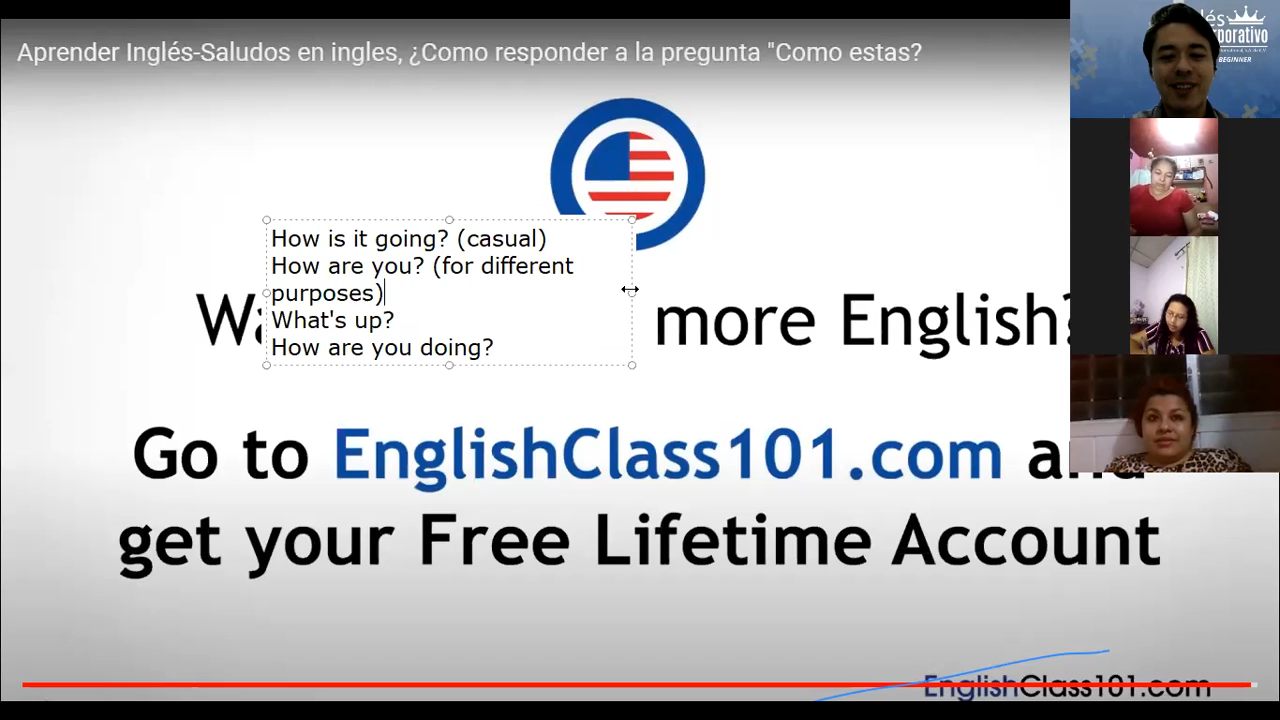 Aprender Inglés-Saludos en ingles, ¿Como responder a la pregunta "Como estas?
How is it going? (casual)
How are you? (for different
purposes)
What's up?
How are you doing?
more English?
Go to EnglishClass101.com and
get your Free Lifetime Account
EnglishClass101.com
BEGINNER